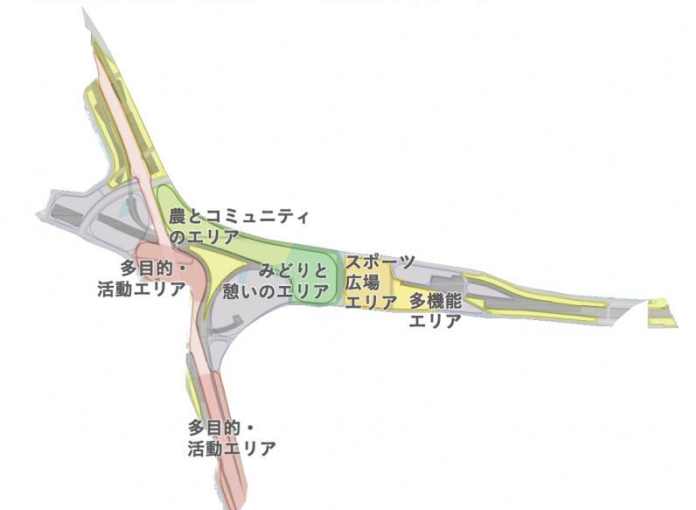 農とコミュニティ
のエリア
多目的・
活動エリア
みどりと
憩いのエリア
スポーツ
広場
エリア
多機能
エリア
多目的・
活動エリア